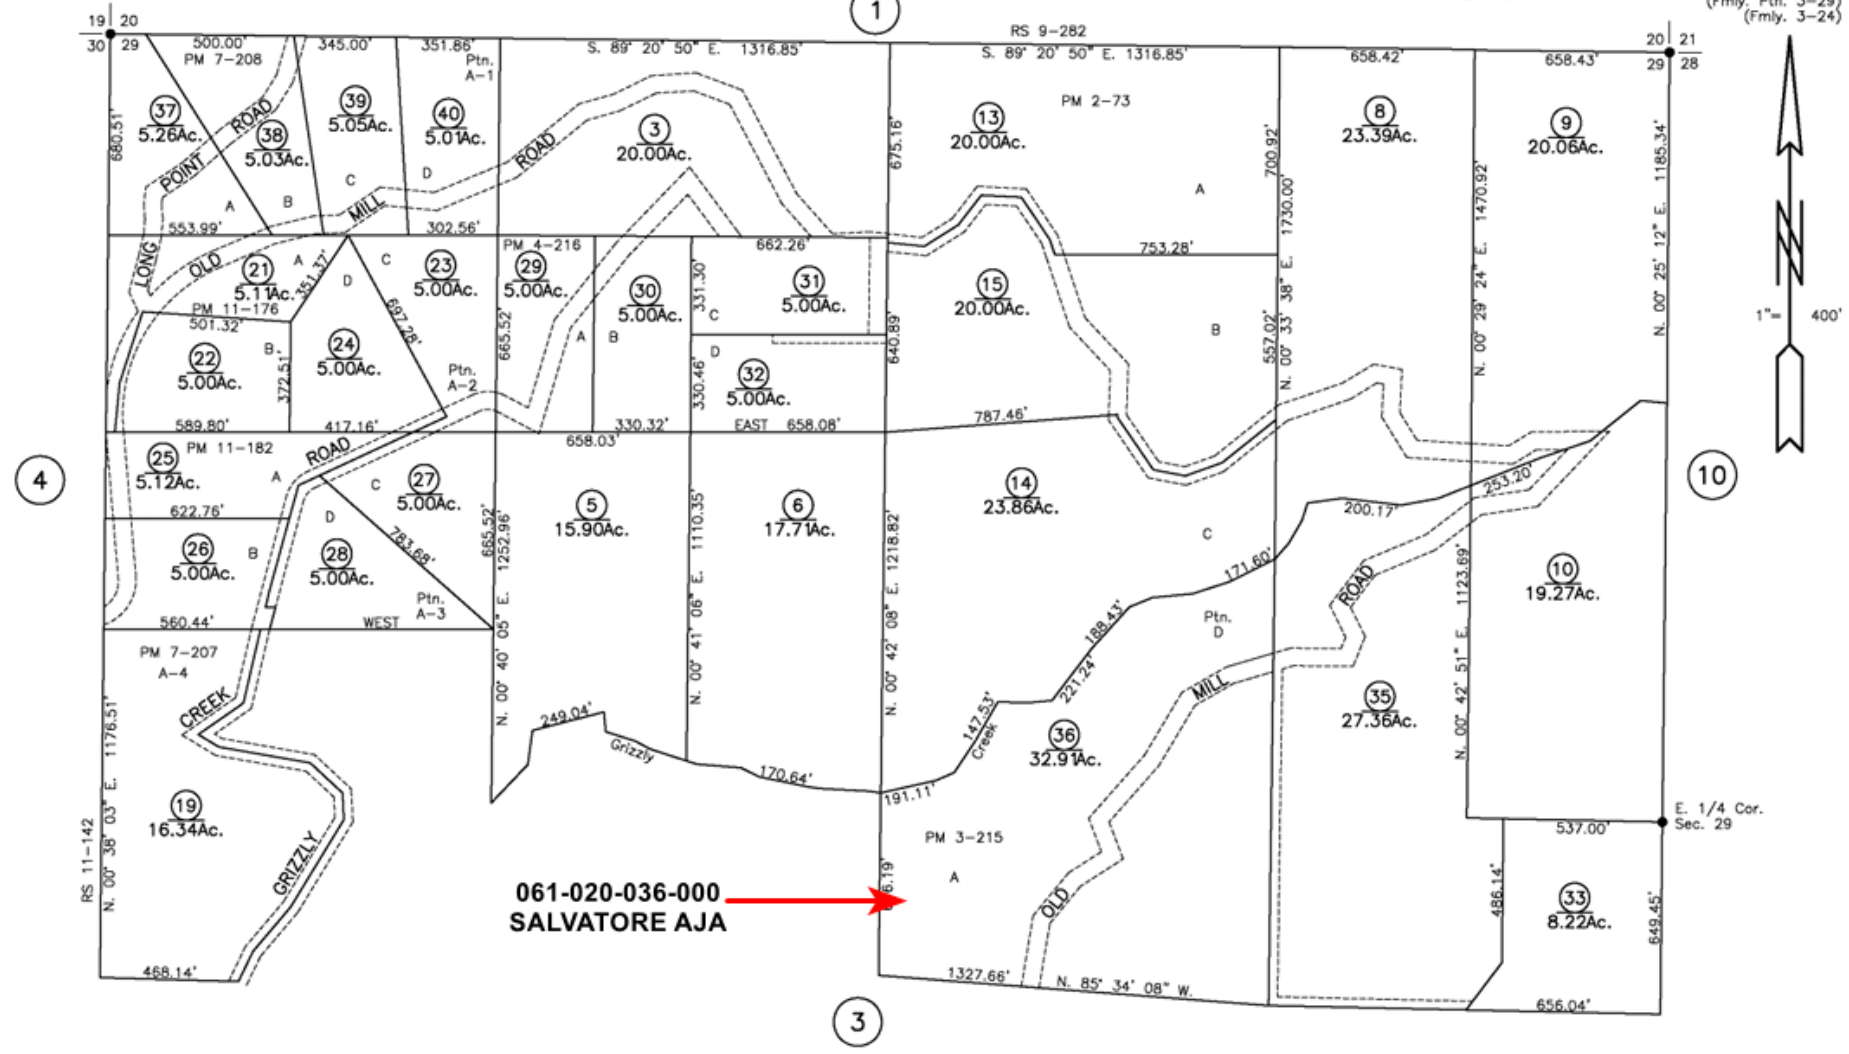 (Fmly. Ptn. 3-29)
(Fmly. 3-24)
1
19 20
30 29
RS 9-282
20 21
29 28
500.00'
PM 7-208
345.00'
351.86'
Ptn.
A-1
S. 89° 20' 50" E. 1316.85'
S. 89° 20' 50" E. 1316.85'
658.42'
658.43'
680.51'
37
5.26Ac.
38
5.03Ac.
39
5.05Ac.
40
5.01Ac.
3
20.00Ac.
675.16'
13
20.00Ac.
PM 2-73
700.92'
8
23.39Ac.
9
20.06Ac.
1185.34'
LONG POINT ROAD
OLD MILL ROAD
A
B
C
D
A
1730.00'
N. 00° 33' 38" E.
1470.92'
N. 00° 29' 24" E.
N. 00° 25' 12" E.
553.99'
302.56'
PM 4-216
662.26'
753.28'
21
5.11Ac.
A
351.37'
D
C
23
5.00Ac.
29
5.00Ac.
30
5.00Ac.
331.30'
31
5.00Ac.
C
15
20.00Ac.
B
1"= 400'
PM 11-176
501.32'
697.28'
665.52'
A
B
640.89'
557.02'
22
5.00Ac.
B
372.51'
24
5.00Ac.
Ptn.
A-2
D
330.46'
32
5.00Ac.
787.46'
589.80'
417.16'
658.03'
330.32'
EAST 658.08'
4
PM 11-182
25
5.12Ac.
A
ROAD
C
27
5.00Ac.
5
15.90Ac.
1110.35'
6
17.71Ac.
14
23.86Ac.
C
200.17'
253.20'
10
622.76'
26
5.00Ac.
B
D
28
5.00Ac.
783.68'
665.52'
1252.96'
N. 00° 40' 05" E.
N. 00° 41' 06" E.
1218.82'
N. 00° 42' 08" E.
171.60'
1123.69'
N. 00° 42' 51" E.
10
19.27Ac.
Ptn.
A-3
560.44'
WEST
188.43'
Ptn.
D
ROAD
PM 7-207
A-4
221.24'
MILL
CREEK
249.04'
Grizzly
147.53'
Creek
36
32.91Ac.
35
27.36Ac.
1176.51'
N. 00° 38' 03" E.
RS 11-142
19
16.34Ac.
GRIZZLY
170.64'
191.11'
PM 3-215
A
537.00'
E. 1/4 Cor.
Sec. 29
061-020-036-000
SALVATORE AJA
6.19'
OLD
486.14'
33
8.22Ac.
649.45'
468.14'
1327.66'
N. 85° 34' 08" W.
656.04'
3